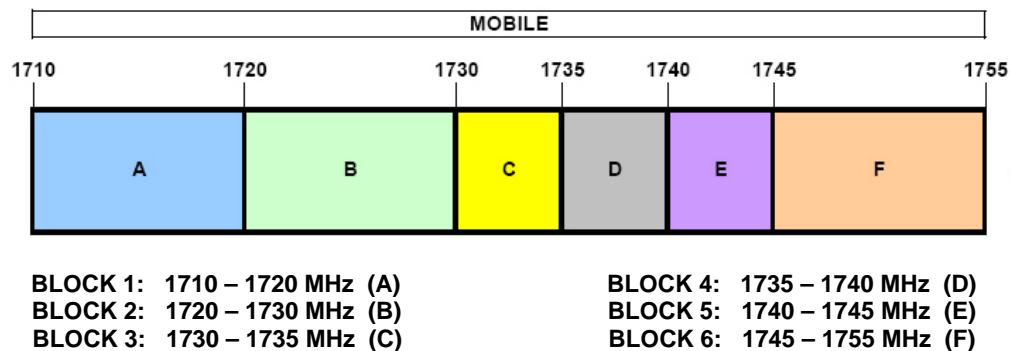 MOBILE
1710 1720 1730 1735 1740 1745 1755
A B C D E F
BLOCK 1: 1710 – 1720 MHz (A)
BLOCK 2: 1720 – 1730 MHz (B)
BLOCK 3: 1730 – 1735 MHz (C)
BLOCK 4: 1735 – 1740 MHz (D)
BLOCK 5: 1740 – 1745 MHz (E)
BLOCK 6: 1745 – 1755 MHz (F)